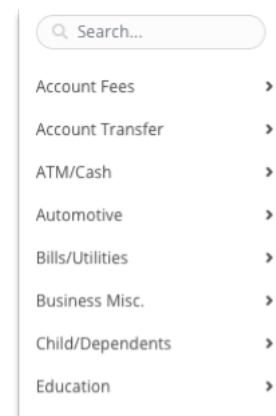 Search...
Account Fees
Account Transfer
ATM/Cash
Automotive
Bills/Utilities
Business Misc.
Child/Dependents
Education